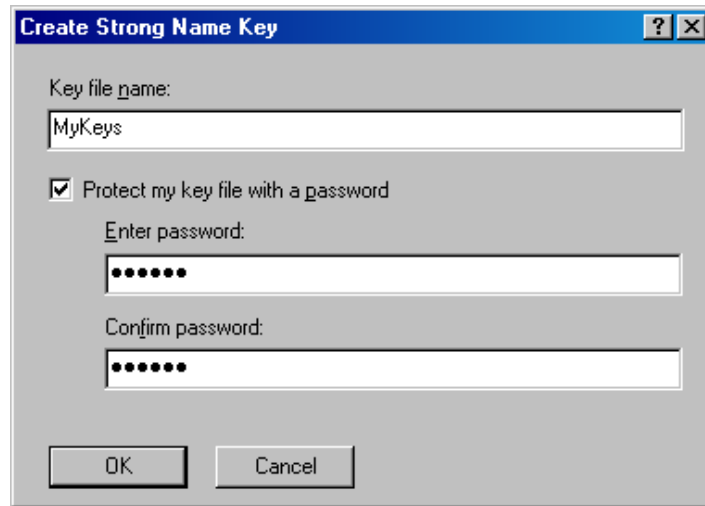 Create Strong Name Key
Key file name:
MyKeys
Protect my key file with a password
Enter password:
●●●●●●
Confirm password:
●●●●●●
OK Cancel